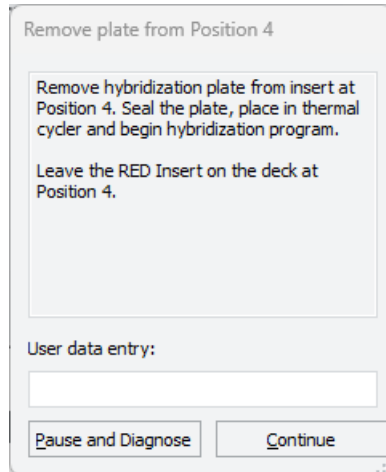 Remove plate from Position 4
Remove hybridization plate from insert at
Position 4. Seal the plate, place in thermal
cycler and begin hybridization program.
Leave the RED Insert on the deck at
Position 4.
User data entry:
Pause and Diagnose
Continue